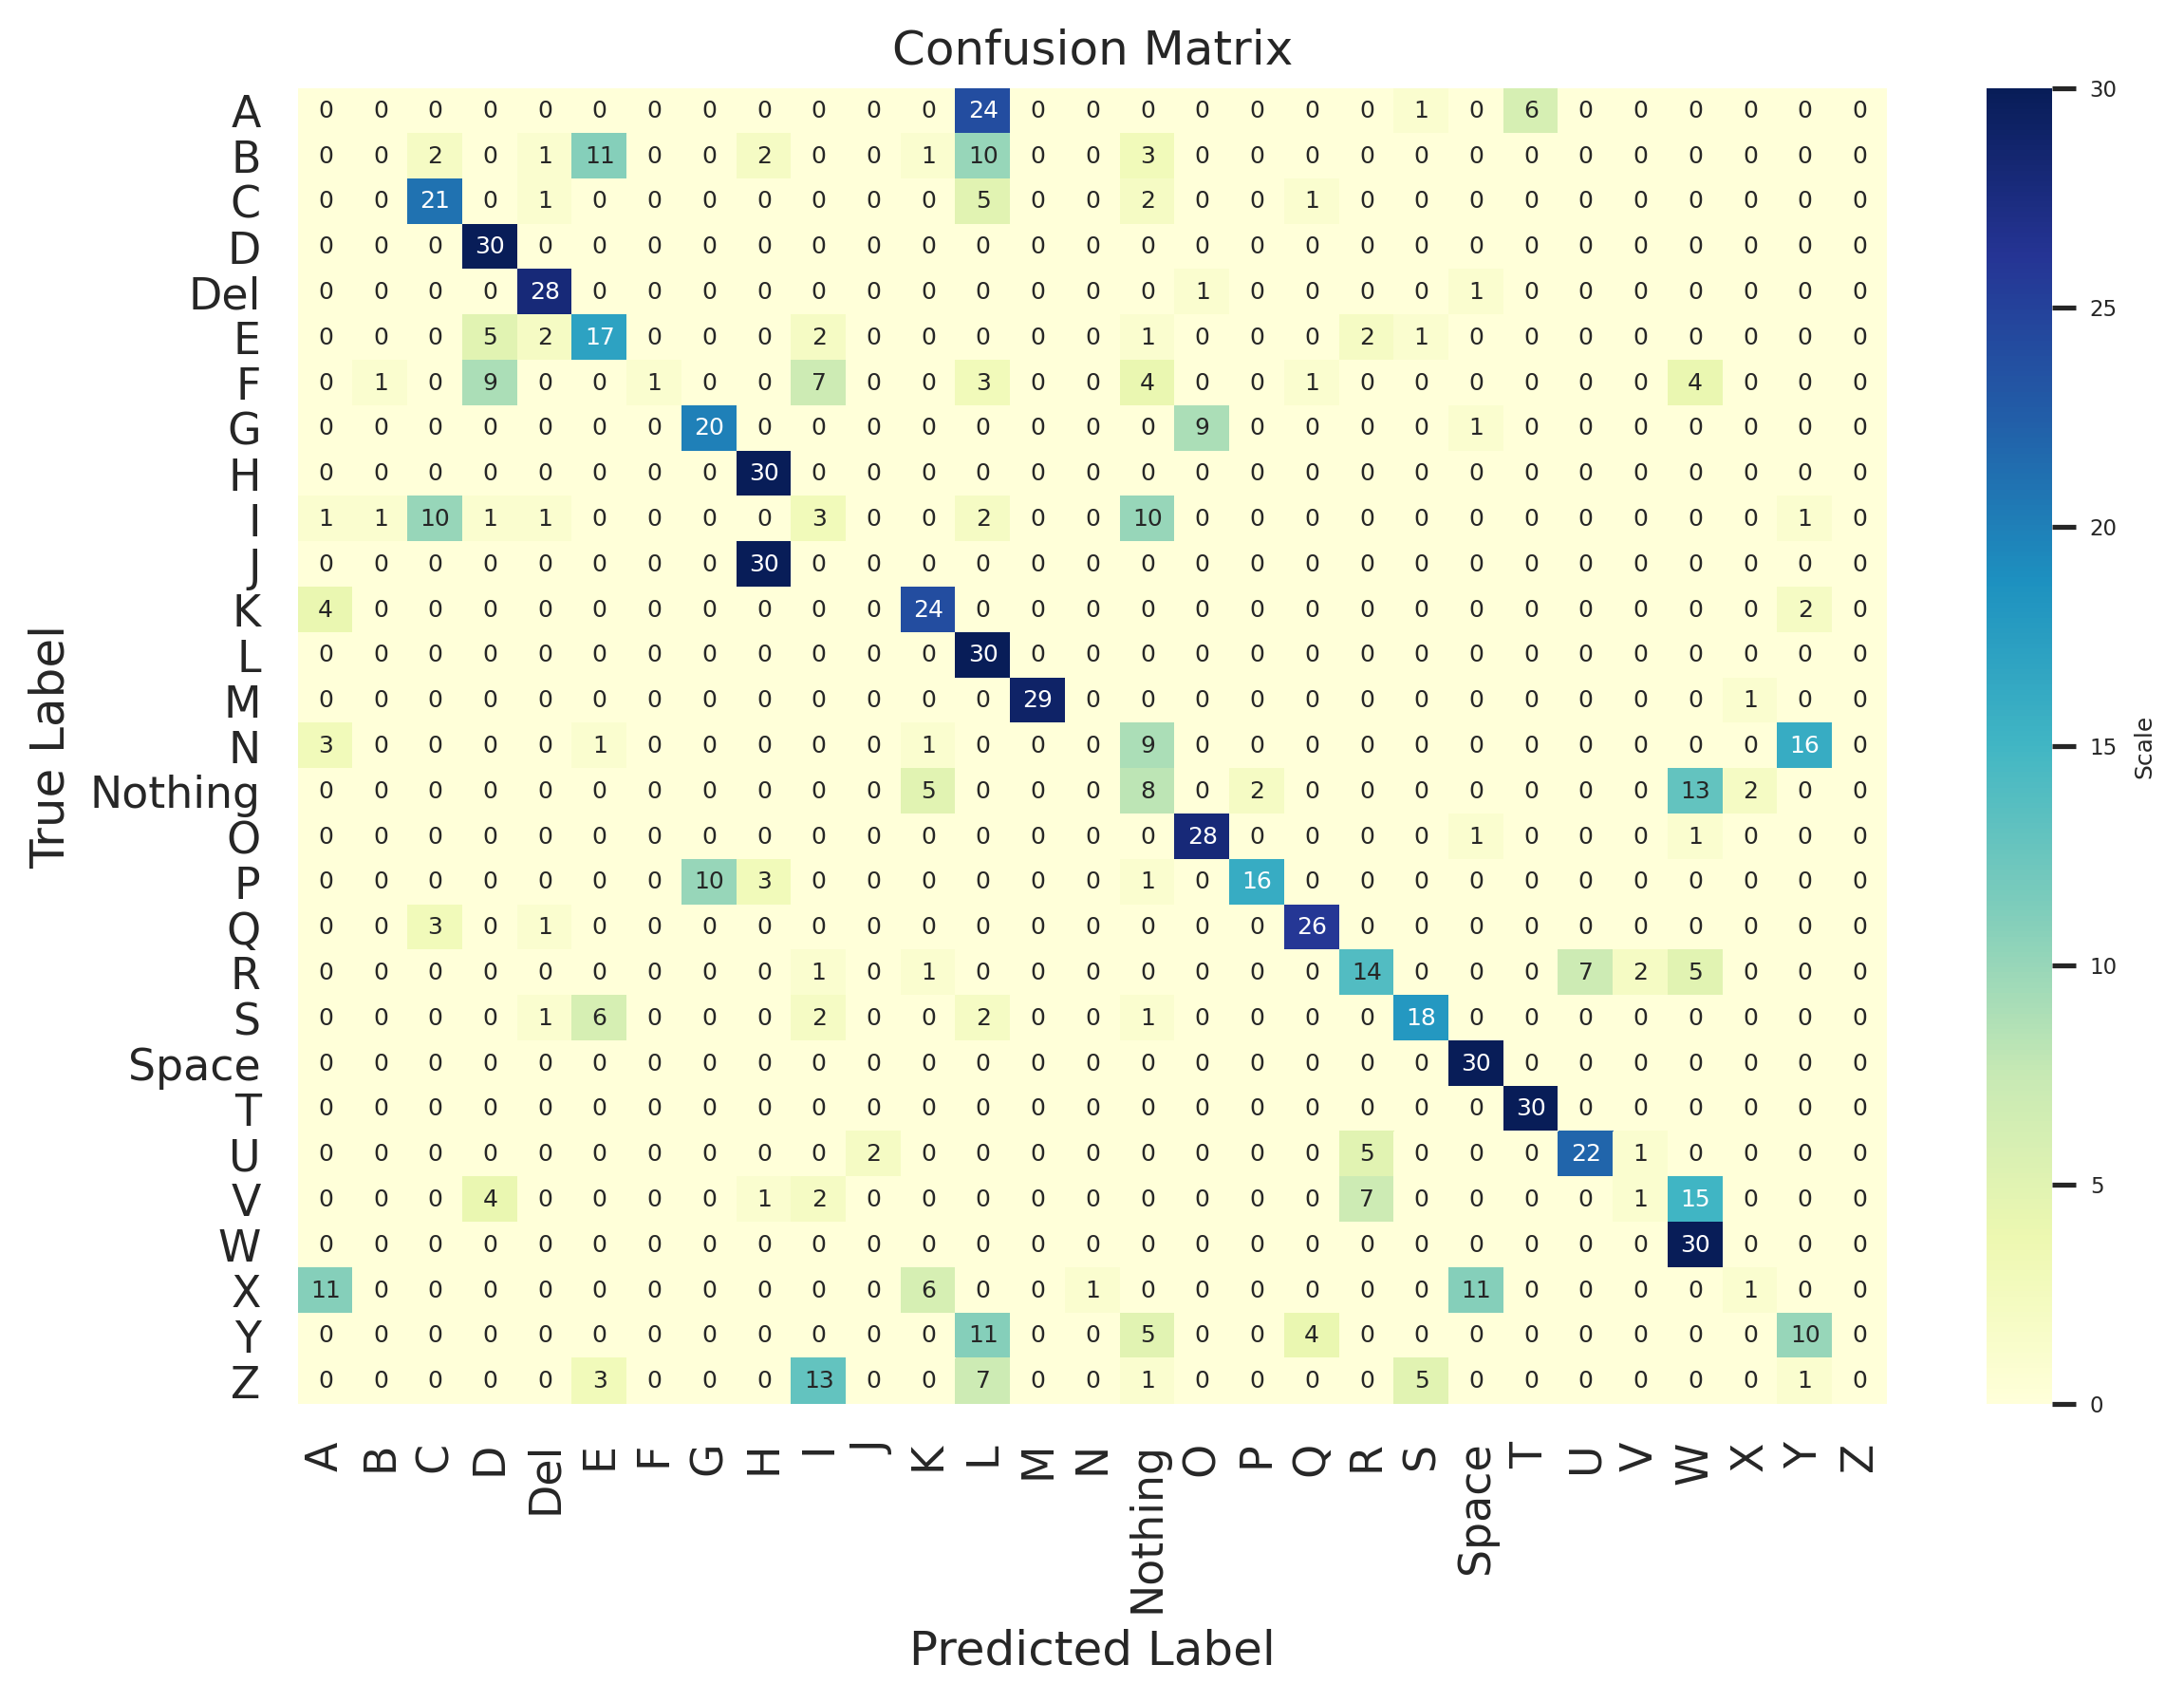 Confusion Matrix
A 0 0 0 0 0 0 0 0 0 0 0 0 24 0 0 0 0 0 0 0 1 0 6 0 0 0 0 0 0
B 0 0 2 0 1 11 0 0 2 0 0 1 10 0 0 3 0 0 0 0 0 0 0 0 0 0 0 0 0
C 0 0 21 0 1 0 0 0 0 0 0 0 5 0 0 2 0 0 1 0 0 0 0 0 0 0 0 0 0
D 0 0 0 30 0 0 0 0 0 0 0 0 0 0 0 0 0 0 0 0 0 0 0 0 0 0 0 0 0
Del 0 0 0 0 28 0 0 0 0 0 0 0 0 0 0 0 1 0 0 0 0 1 0 0 0 0 0 0 0
E 0 0 0 5 2 17 0 0 0 2 0 0 0 0 0 1 0 0 0 2 1 0 0 0 0 0 0 0 0
F 0 1 0 9 0 0 1 0 0 7 0 0 3 0 0 4 0 0 1 0 0 0 0 0 0 4 0 0 0
G 0 0 0 0 0 0 0 20 0 0 0 0 0 0 0 0 9 0 0 0 0 1 0 0 0 0 0 0 0
H 0 0 0 0 0 0 0 0 30 0 0 0 0 0 0 0 0 0 0 0 0 0 0 0 0 0 0 0 0
I 1 1 10 1 1 0 0 0 0 3 0 0 2 0 0 10 0 0 0 0 0 0 0 0 0 0 0 1 0
J 0 0 0 0 0 0 0 0 30 0 0 0 0 0 0 0 0 0 0 0 0 0 0 0 0 0 0 0 0
K 4 0 0 0 0 0 0 0 0 0 0 24 0 0 0 0 0 0 0 0 0 0 0 0 0 0 0 2 0
L 0 0 0 0 0 0 0 0 0 0 0 0 30 0 0 0 0 0 0 0 0 0 0 0 0 0 0 0 0
M 0 0 0 0 0 0 0 0 0 0 0 0 0 29 0 0 0 0 0 0 0 0 0 0 0 0 1 0 0
N 3 0 0 0 0 1 0 0 0 0 0 1 0 0 0 9 0 0 0 0 0 0 0 0 0 0 0 16 0
Nothing 0 0 0 0 0 0 0 0 0 0 0 5 0 0 0 8 0 2 0 0 0 0 0 0 0 13 2 0 0
O 0 0 0 0 0 0 0 0 0 0 0 0 0 0 0 0 28 0 0 0 0 1 0 0 0 1 0 0 0
P 0 0 0 0 0 0 0 10 3 0 0 0 0 0 0 1 0 16 0 0 0 0 0 0 0 0 0 0 0
Q 0 0 3 0 1 0 0 0 0 0 0 0 0 0 0 0 0 0 26 0 0 0 0 0 0 0 0 0 0
R 0 0 0 0 0 0 0 0 0 1 0 1 0 0 0 0 0 0 0 14 0 0 0 7 2 5 0 0 0
S 0 0 0 0 1 6 0 0 0 2 0 0 2 0 0 1 0 0 0 0 18 0 0 0 0 0 0 0 0
Space 0 0 0 0 0 0 0 0 0 0 0 0 0 0 0 0 0 0 0 0 0 30 0 0 0 0 0 0 0
T 0 0 0 0 0 0 0 0 0 0 0 0 0 0 0 0 0 0 0 0 0 0 30 0 0 0 0 0 0
U 0 0 0 0 0 0 0 0 0 0 2 0 0 0 0 0 0 0 0 5 0 0 0 22 1 0 0 0 0
V 0 0 0 4 0 0 0 0 1 2 0 0 0 0 0 0 0 0 0 7 0 0 0 0 1 15 0 0 0
W 0 0 0 0 0 0 0 0 0 0 0 0 0 0 0 0 0 0 0 0 0 0 0 0 0 30 0 0 0
X 11 0 0 0 0 0 0 0 0 0 0 6 0 0 1 0 0 0 0 0 0 11 0 0 0 0 1 0 0
Y 0 0 0 0 0 0 0 0 0 0 0 0 11 0 0 5 0 0 4 0 0 0 0 0 0 0 0 10 0
Z 0 0 0 0 0 3 0 0 0 13 0 0 7 0 0 1 0 0 0 0 5 0 0 0 0 0 0 1 0
A B C D Del E F G H I J K L M N Nothing O P Q R S Space T U V W X Y Z
Predicted Label
True Label
30
25
20
15
10
5
0
Scale